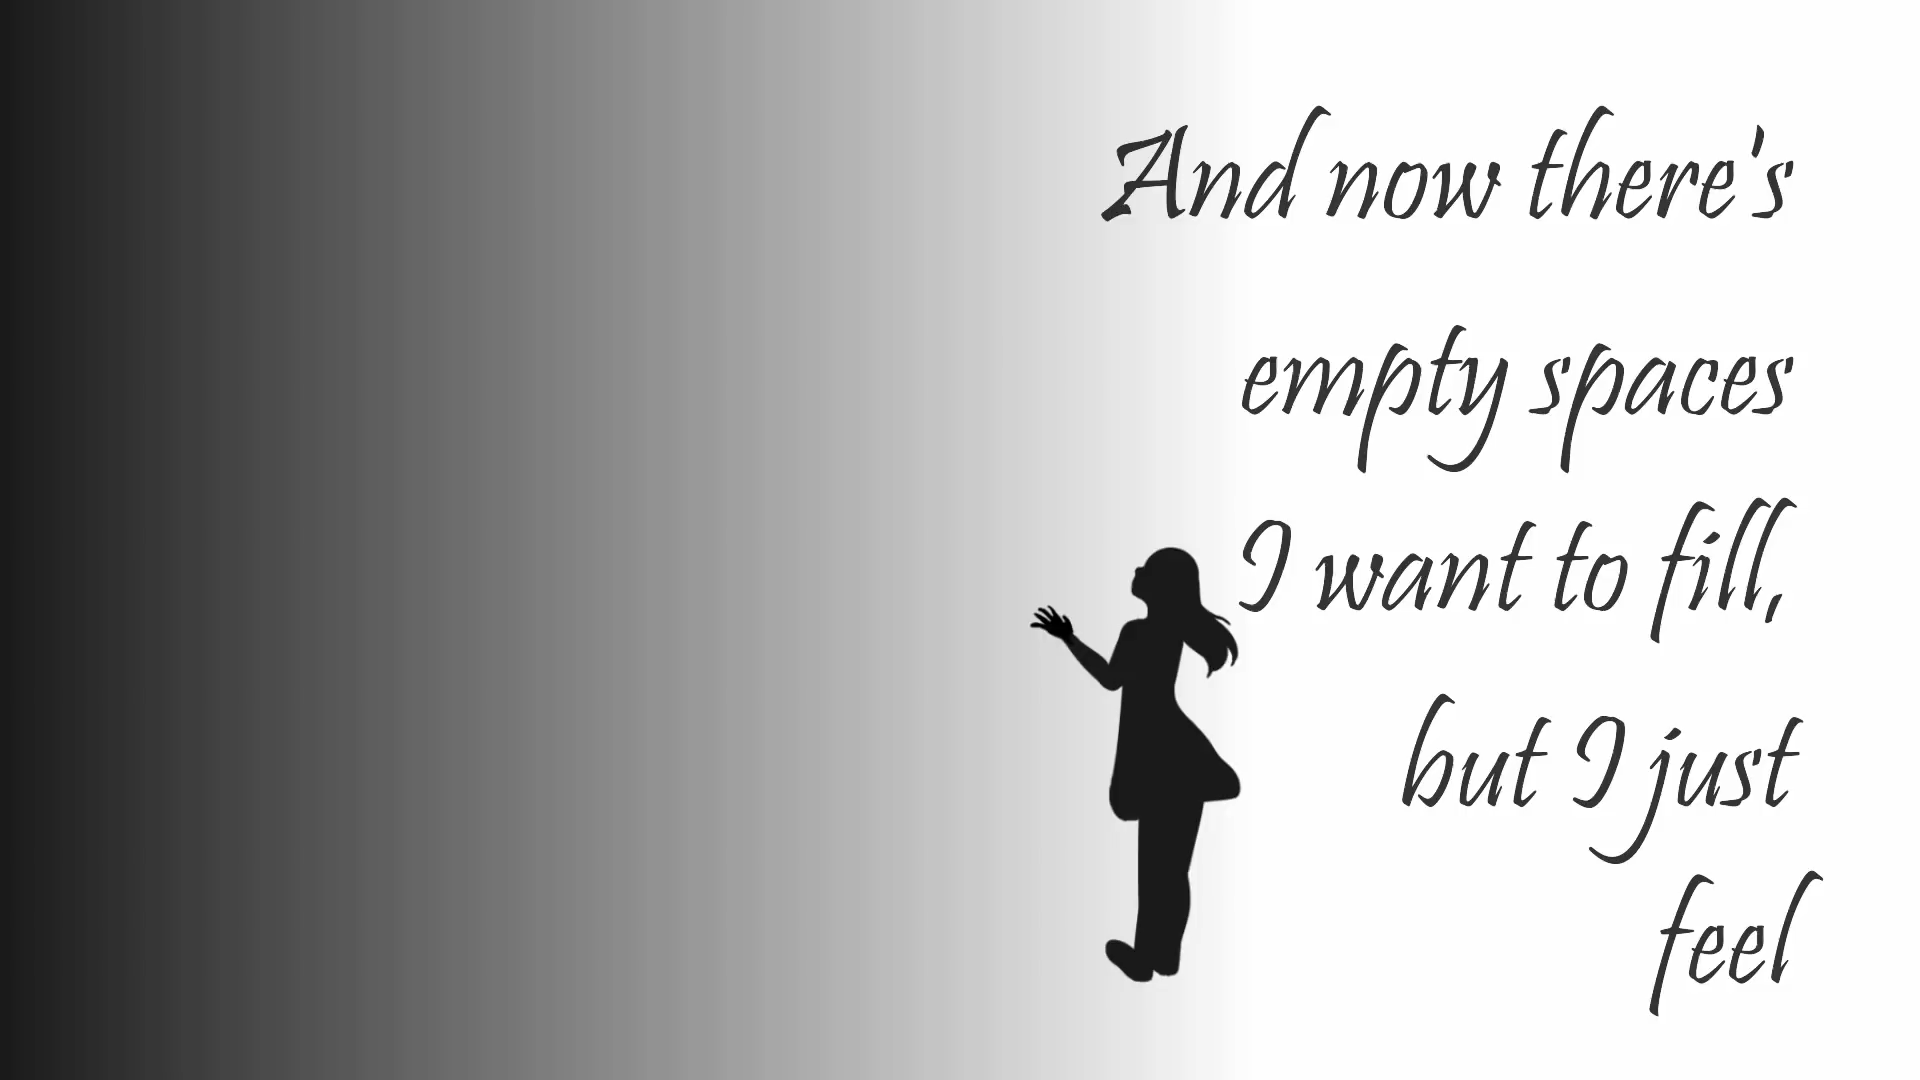 And now there's
empty spaces
I want to fill,
but I just
feel